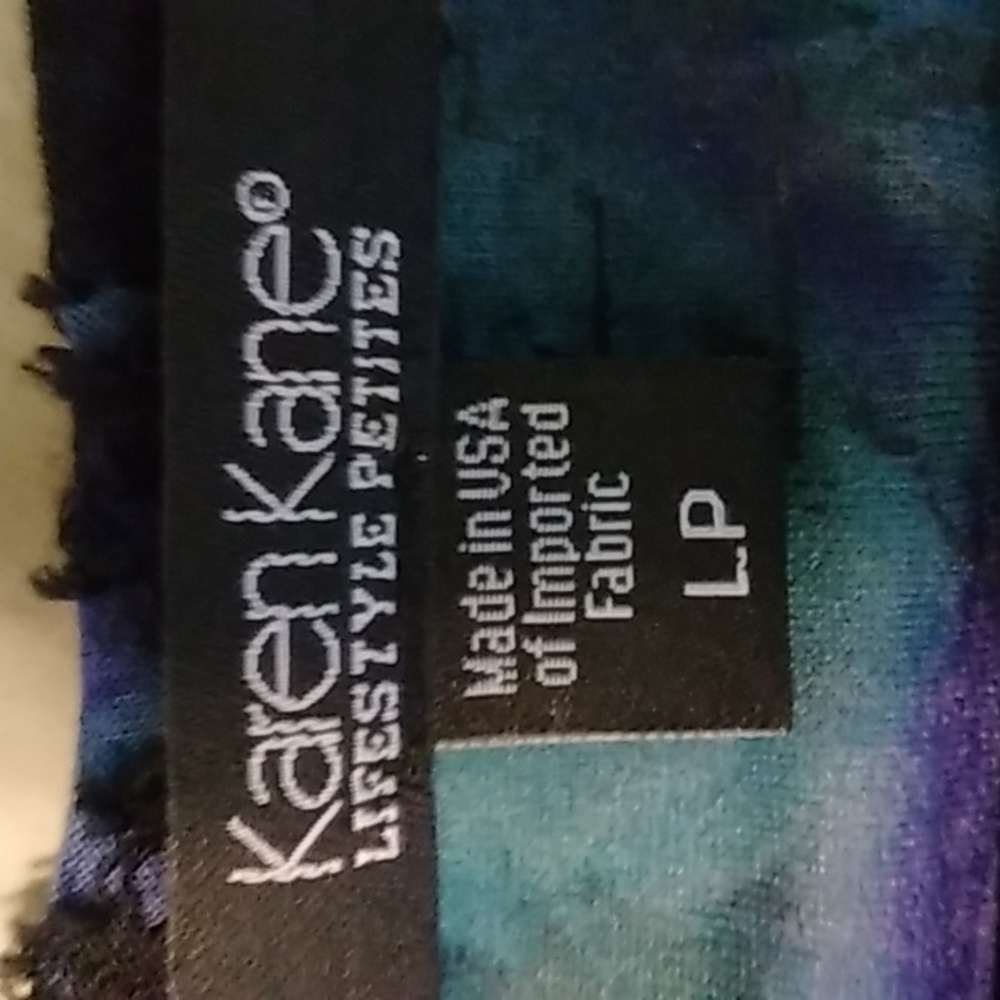 Karen Kane®
LIFESTYLE PETITES
Made in USA
of Imported
Fabric
LP